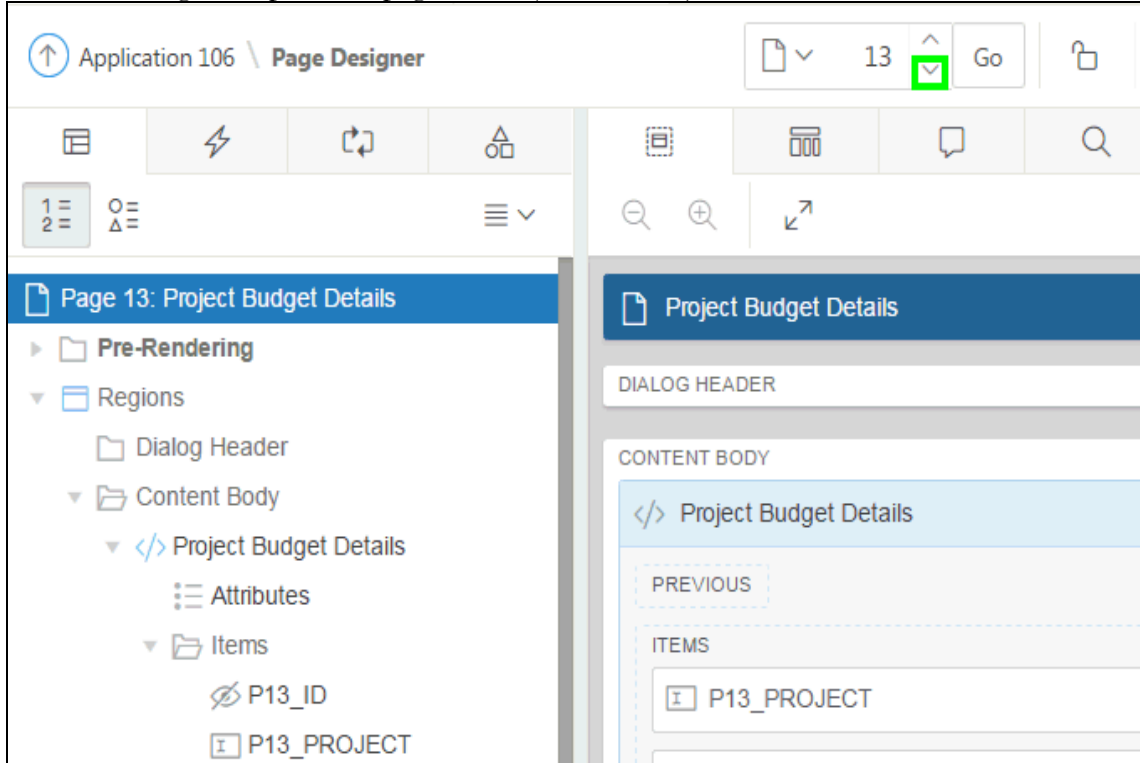 Application 106 \ Page Designer
13
Go
Page 13: Project Budget Details
Pre-Rendering
Regions
Dialog Header
Content Body
</> Project Budget Details
Attributes
Items
P13_ID
P13_PROJECT
Project Budget Details
DIALOG HEADER
CONTENT BODY
</> Project Budget Details
PREVIOUS
ITEMS
P13_PROJECT